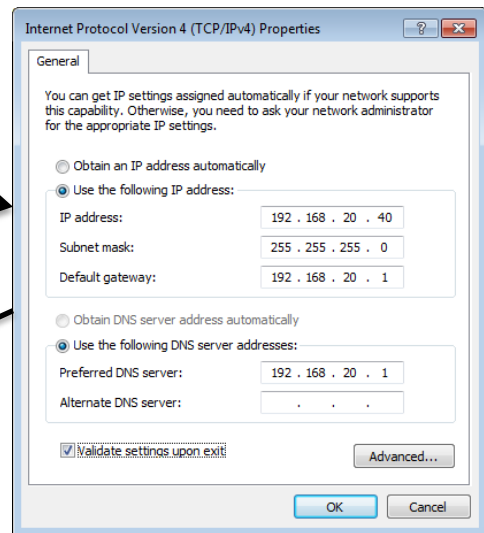 Internet Protocol Version 4 (TCP/IPv4) Properties
General
You can get IP settings assigned automatically if your network supports
this capability. Otherwise, you need to ask your network administrator
for the appropriate IP settings.
Obtain an IP address automatically
Use the following IP address:
IP address: 192 . 168 . 20 . 40
Subnet mask: 255 . 255 . 255 . 0
Default gateway: 192 . 168 . 20 . 1
Obtain DNS server address automatically
Use the following DNS server addresses:
Preferred DNS server: 192 . 168 . 20 . 1
Alternate DNS server: . . .
Validate settings upon exit
Advanced...
OK Cancel